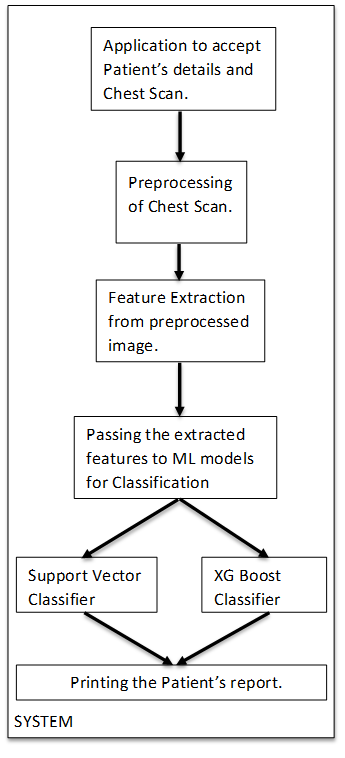 Application to accept
Patient’s details and
Chest Scan.
Preprocessing
of Chest Scan.
Feature Extraction
from preprocessed
image.
Passing the extracted
features to ML models
for Classification
Support Vector
Classifier
XG Boost
Classifier
Printing the Patient’s report.
SYSTEM